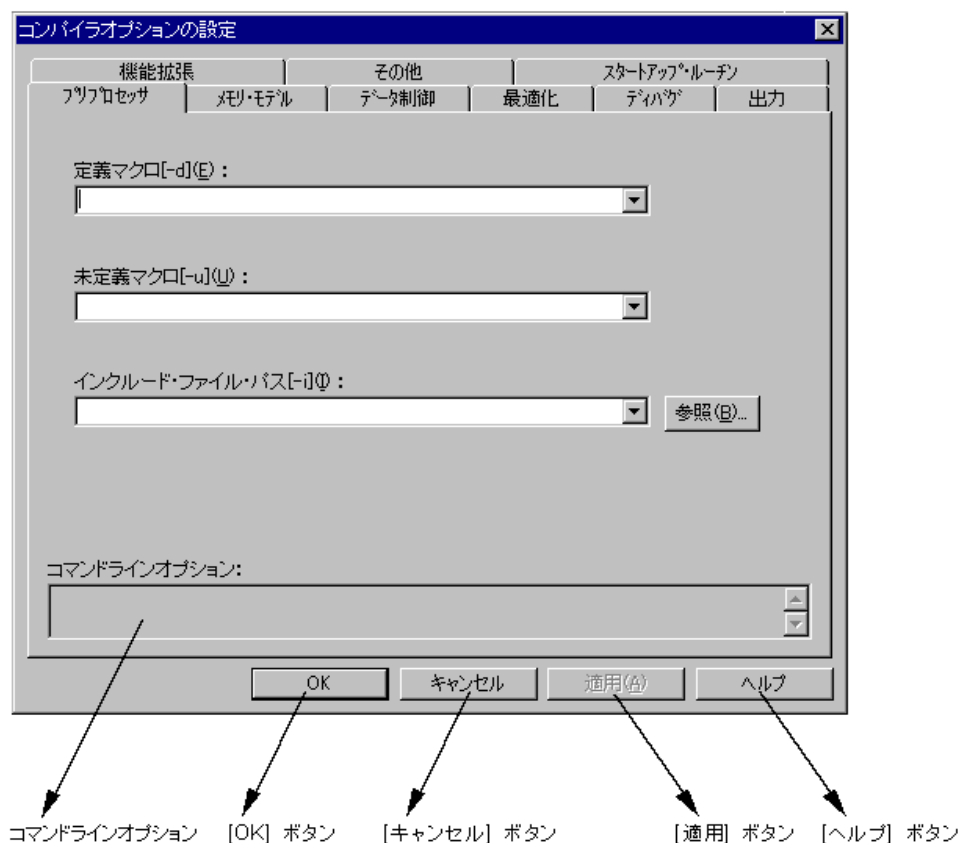 コンパイラオプションの設定
機能拡張 その他 ｽﾀｰﾄｱｯﾌﾟ･ﾙｰﾁﾝ
ﾌﾟﾘﾌﾟﾛｾｯｻ ﾒﾓﾘ･ﾓﾃﾞﾙ ﾃﾞｰﾀ制御 最適化 ﾃﾞｨﾊﾞｸﾞ 出力
定義マクロ[-d](E)：
未定義マクロ[-u](U)：
インクルード・ファイル・パス[-i](I)：
参照(B)...
コマンドラインオプション:
OK キャンセル 適用(A) ヘルプ
コマンドラインオプション [OK] ボタン [キャンセル] ボタン [適用] ボタン [ヘルプ] ボタン